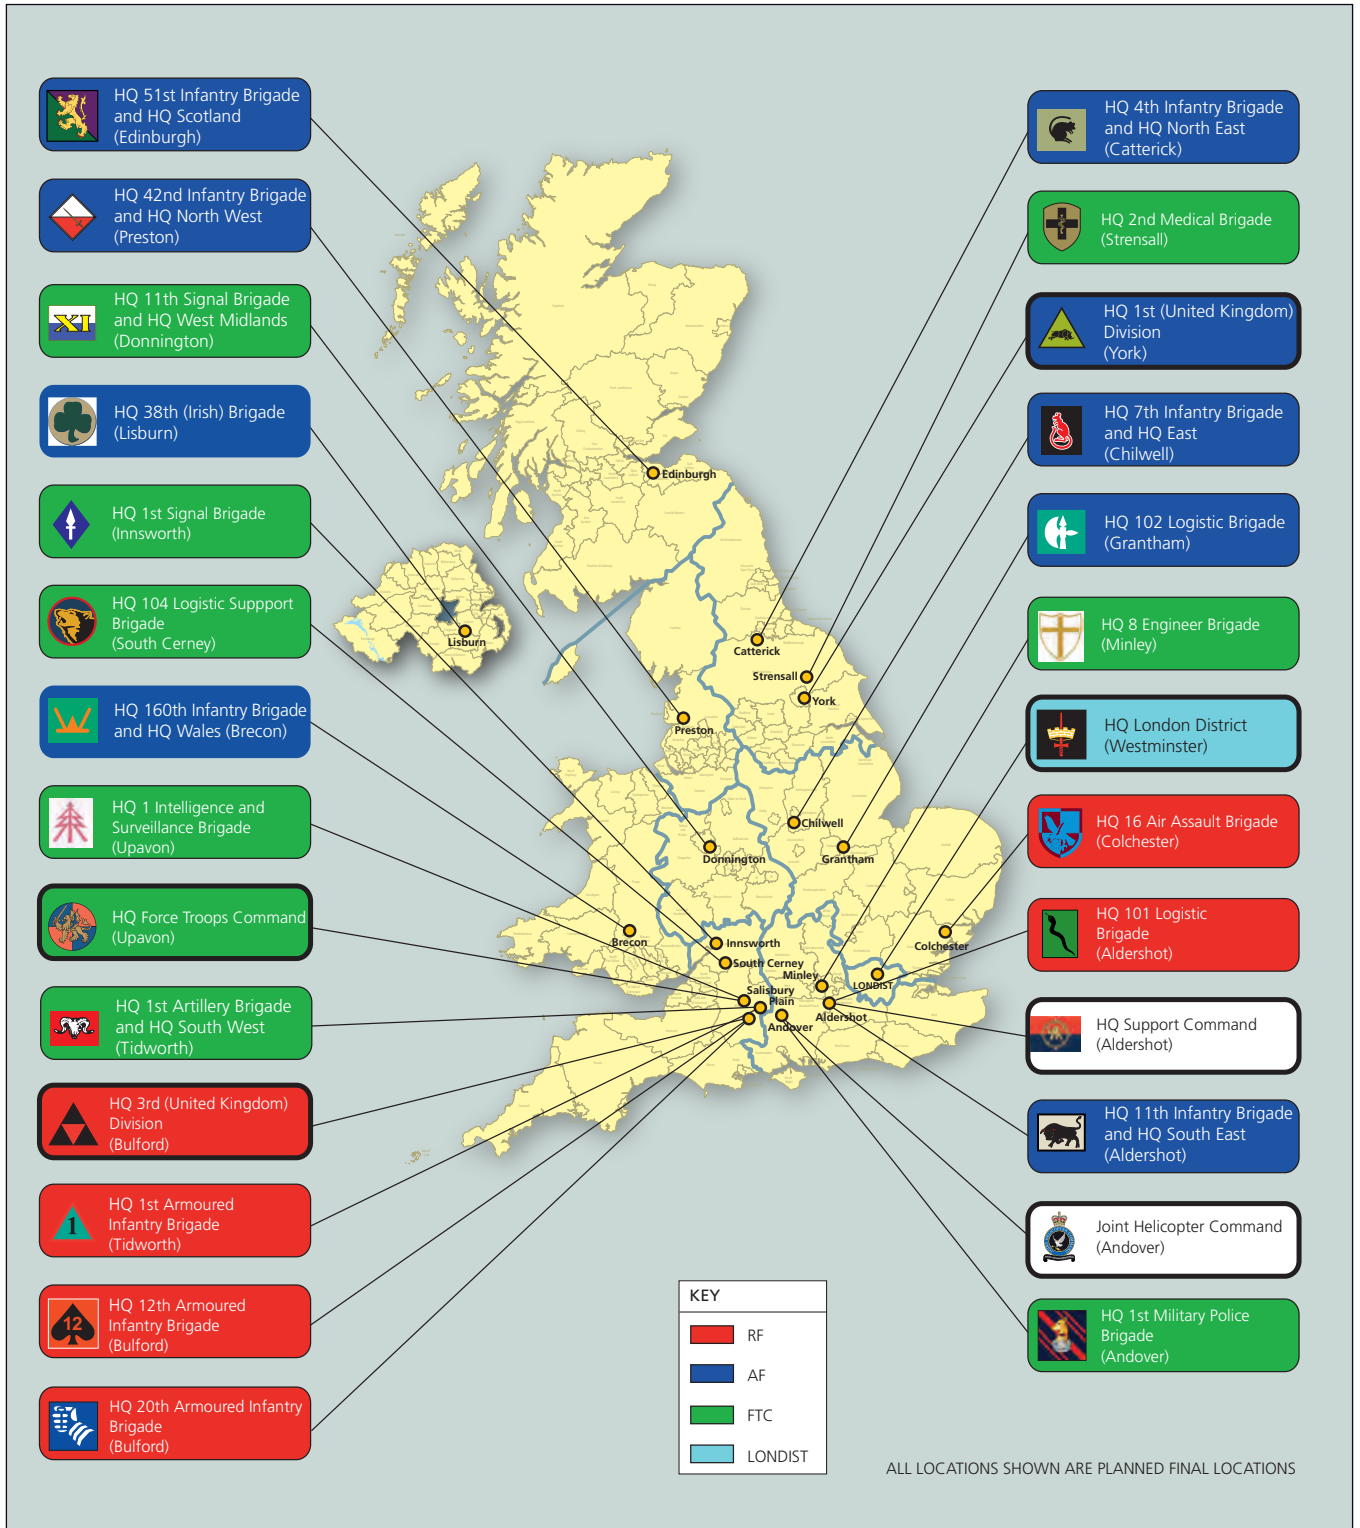 HQ 51st Infantry Brigade
and HQ Scotland
(Edinburgh)
HQ 42nd Infantry Brigade
and HQ North West
(Preston)
XI
HQ 11th Signal Brigade
and HQ West Midlands
(Donnington)
HQ 38th (Irish) Brigade
(Lisburn)
HQ 1st Signal Brigade
(Innsworth)
HQ 104 Logistic Suppport
Brigade
(South Cerney)
HQ 160th Infantry Brigade
and HQ Wales (Brecon)
HQ 1 Intelligence and
Surveillance Brigade
(Upavon)
HQ Force Troops Command
(Upavon)
HQ 1st Artillery Brigade
and HQ South West
(Tidworth)
HQ 3rd (United Kingdom)
Division
(Bulford)
1
HQ 1st Armoured
Infantry Brigade
(Tidworth)
12
HQ 12th Armoured
Infantry Brigade
(Bulford)
HQ 20th Armoured Infantry
Brigade
(Bulford)
Edinburgh
Lisburn
Catterick
Strensall
York
Preston
Chilwell
Donnington
Grantham
Brecon
Innsworth
Colchester
South Cerney
Minley
LONDIST
Salisbury
Plain
Aldershot
Andover
HQ 4th Infantry Brigade
and HQ North East
(Catterick)
HQ 2nd Medical Brigade
(Strensall)
HQ 1st (United Kingdom)
Division
(York)
HQ 7th Infantry Brigade
and HQ East
(Chilwell)
HQ 102 Logistic Brigade
(Grantham)
HQ 8 Engineer Brigade
(Minley)
HQ London District
(Westminster)
HQ 16 Air Assault Brigade
(Colchester)
HQ 101 Logistic
Brigade
(Aldershot)
HQ Support Command
(Aldershot)
HQ 11th Infantry Brigade
and HQ South East
(Aldershot)
Joint Helicopter Command
(Andover)
HQ 1st Military Police
Brigade
(Andover)
KEY
RF
AF
FTC
LONDIST
ALL LOCATIONS SHOWN ARE PLANNED FINAL LOCATIONS